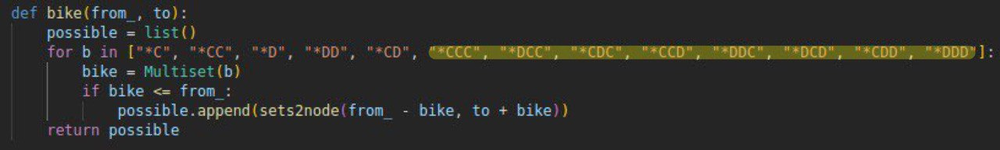 def bike(from_, to):
    possible = list()
    for b in ["*C", "*CC", "*D", "*DD", "*CD", "*CCC", "*DCC", "*CDC", "*CCD", "*DDC", "*DCD", "*CDD", "*DDD"]:
        bike = Multiset(b)
        if bike <= from_:
            possible.append(sets2node(from_ - bike, to + bike))
    return possible